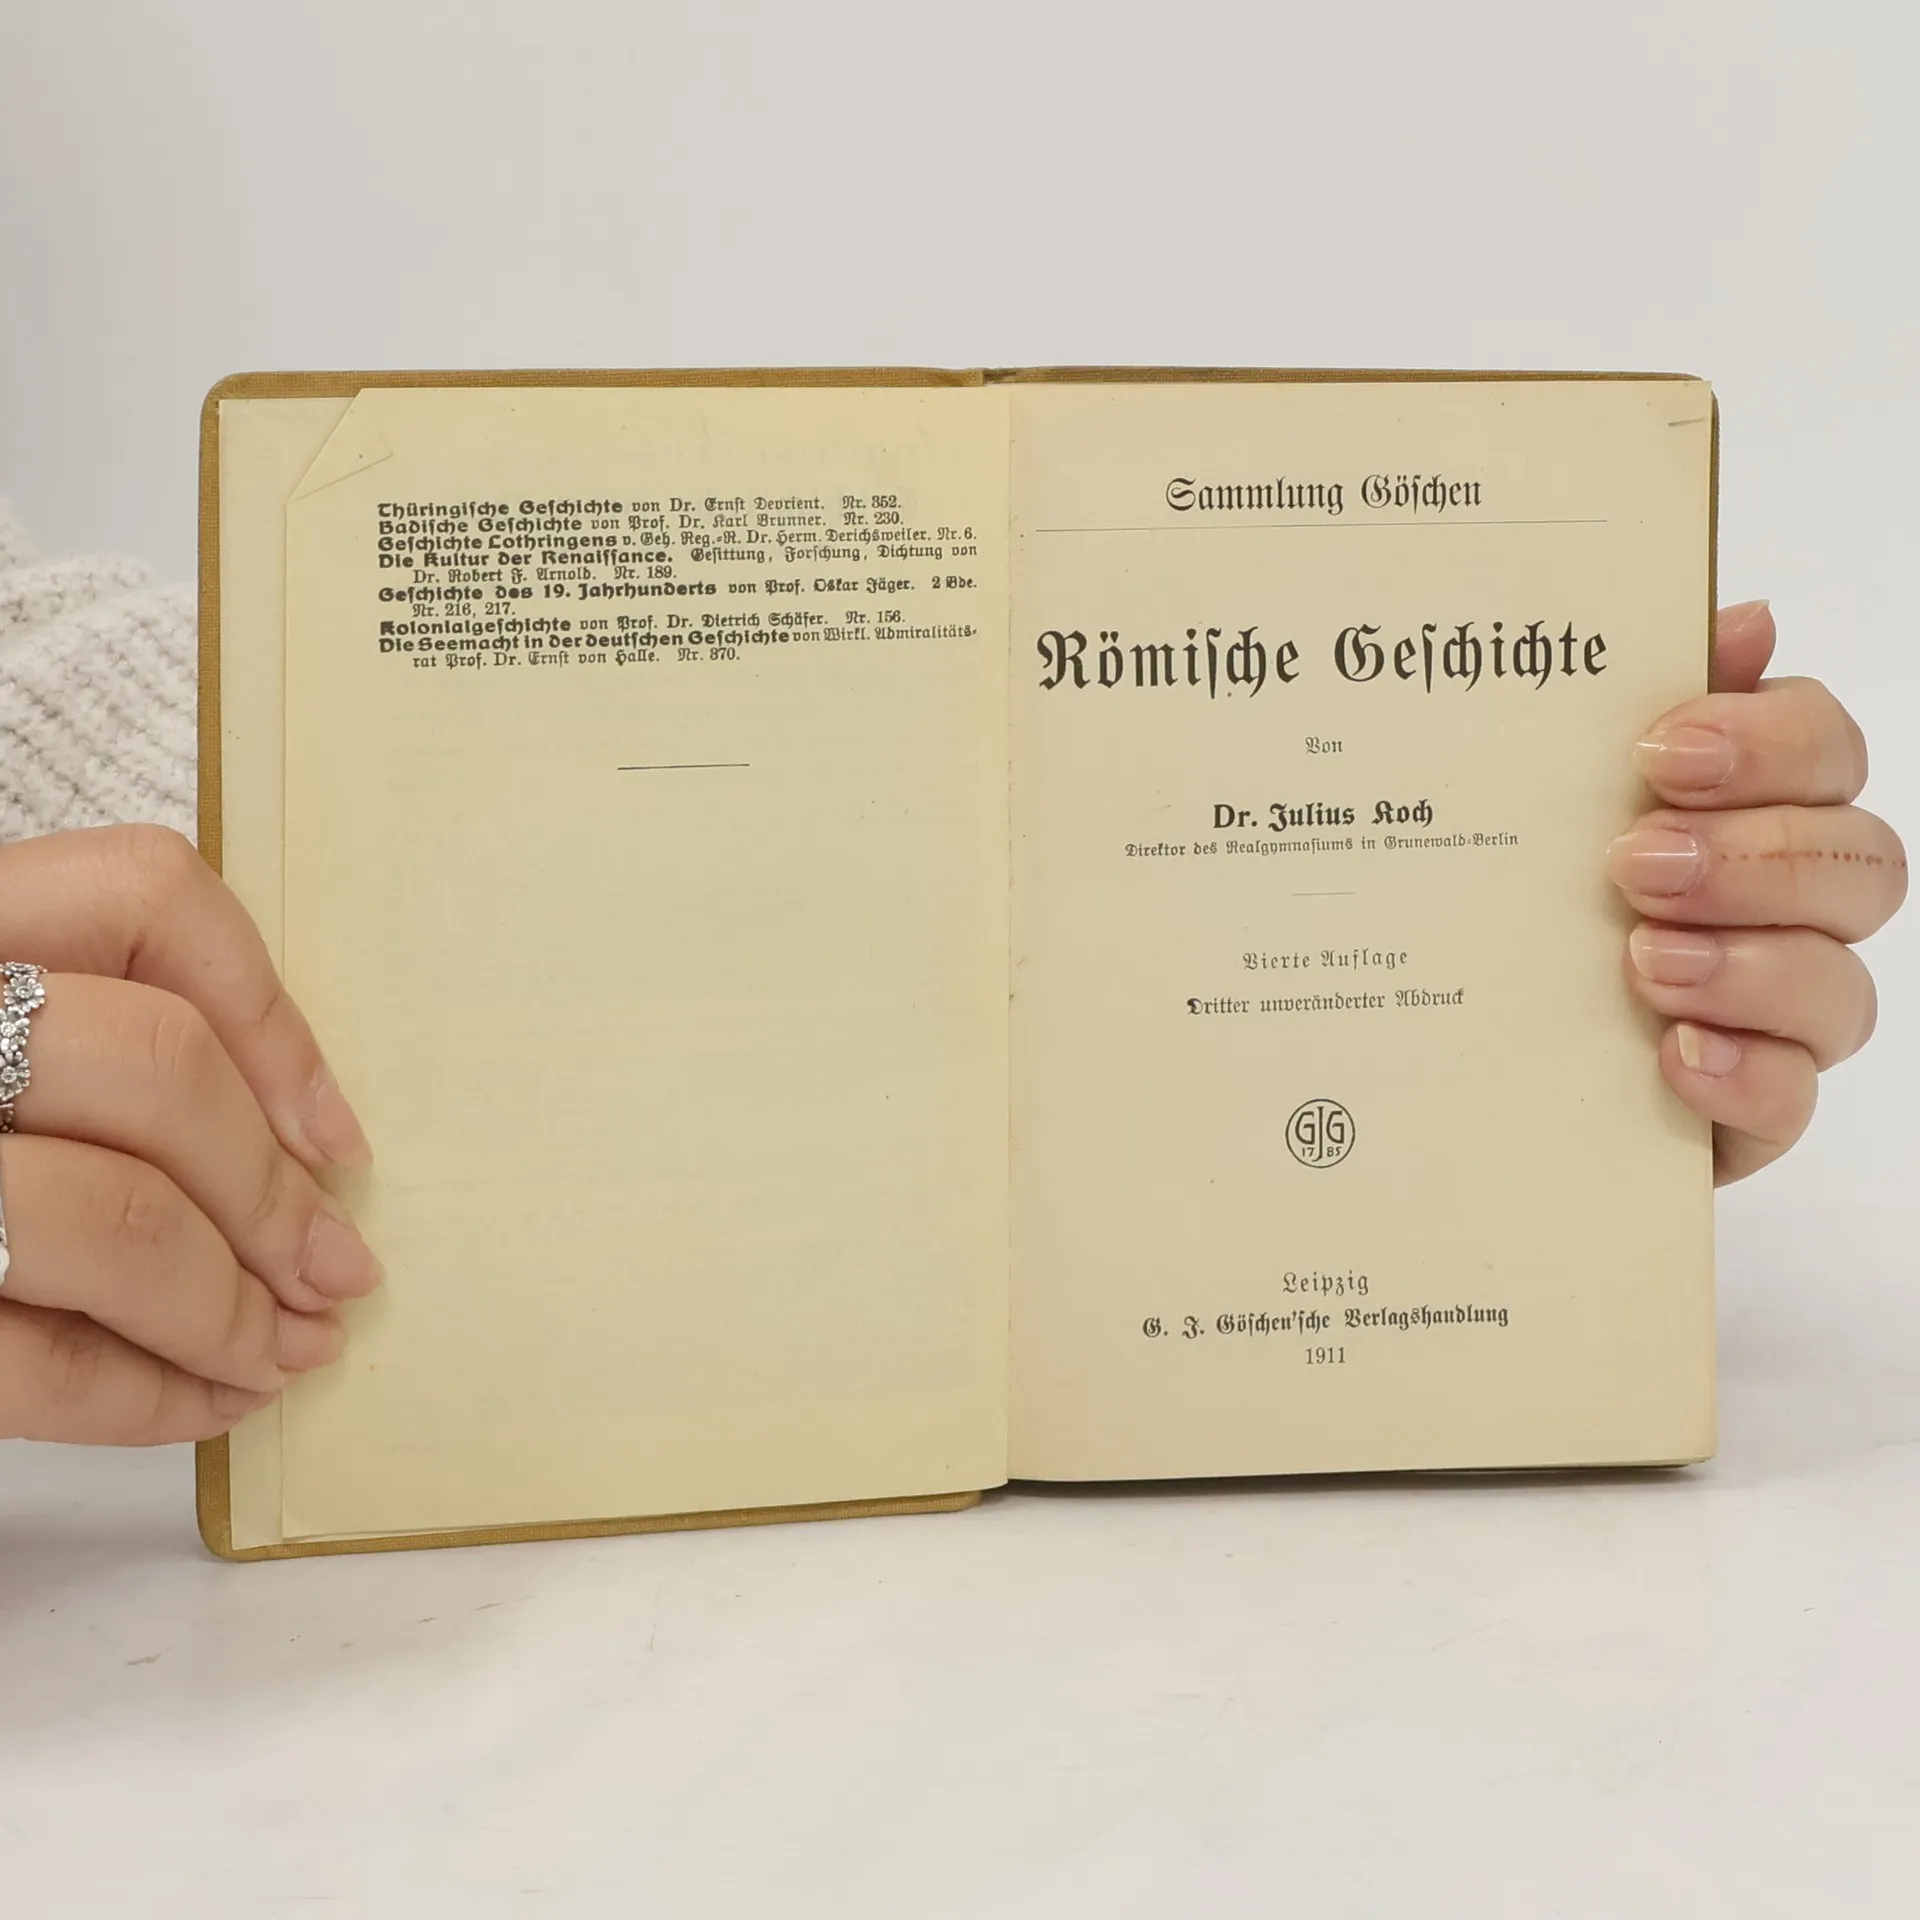 Thüringische Geschichte von Dr. Ernst Devrient. Nr. 352.
Badische Geschichte von Prof. Dr. Karl Brunner. Nr. 230.
Geschichte Lothringens v. Geh. Reg.-R. Dr. Herm. Derichsweiler. Nr. 6.
Die Kultur der Renaissance. Gesittung, Forschung, Dichtung von
Dr. Robert F. Arnold. Nr. 189.
Geschichte des 19. Jahrhunderts von Prof. Oskar Jäger. 2 Bde.
Nr. 216, 217.
Kolonialgeschichte von Prof. Dr. Dietrich Schäfer. Nr. 156.
Die Seemacht in der deutschen Geschichte von Wirkl. Admiralitäts-
rat Prof. Dr. Ernst von Halle. Nr. 370.
Sammlung Göschen
Römische Geschichte
Von
Dr. Julius Koch
Direktor des Realgymnasiums in Grunewald-Berlin
Vierte Auflage
Dritter unveränderter Abdruck
GJG
1785
Leipzig
G. J. Göschen'sche Verlagshandlung
1911